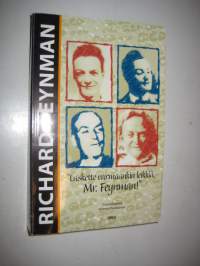 RICHARD FEYNMAN
"Laskette varmaankin leikkiä,
Mr. Feynman!"